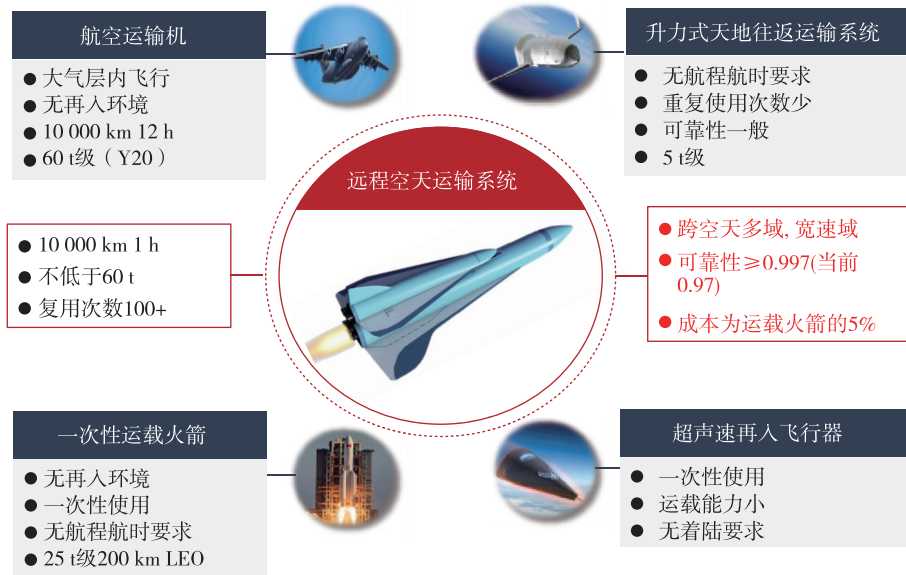 航空运输机
大气层内飞行
无再入环境
10 000 km 12 h
60 t级（Y20）
升力式天地往返运输系统
无航程航时要求
重复使用次数少
可靠性一般
5 t级
远程空天运输系统
10 000 km 1 h
不低于60 t
复用次数100+
跨空天多域, 宽速域
可靠性≥0.997(当前
0.97)
成本为运载火箭的5%
一次性运载火箭
无再入环境
一次性使用
无航程航时要求
25 t级200 km LEO
超声速再入飞行器
一次性使用
运载能力小
无着陆要求